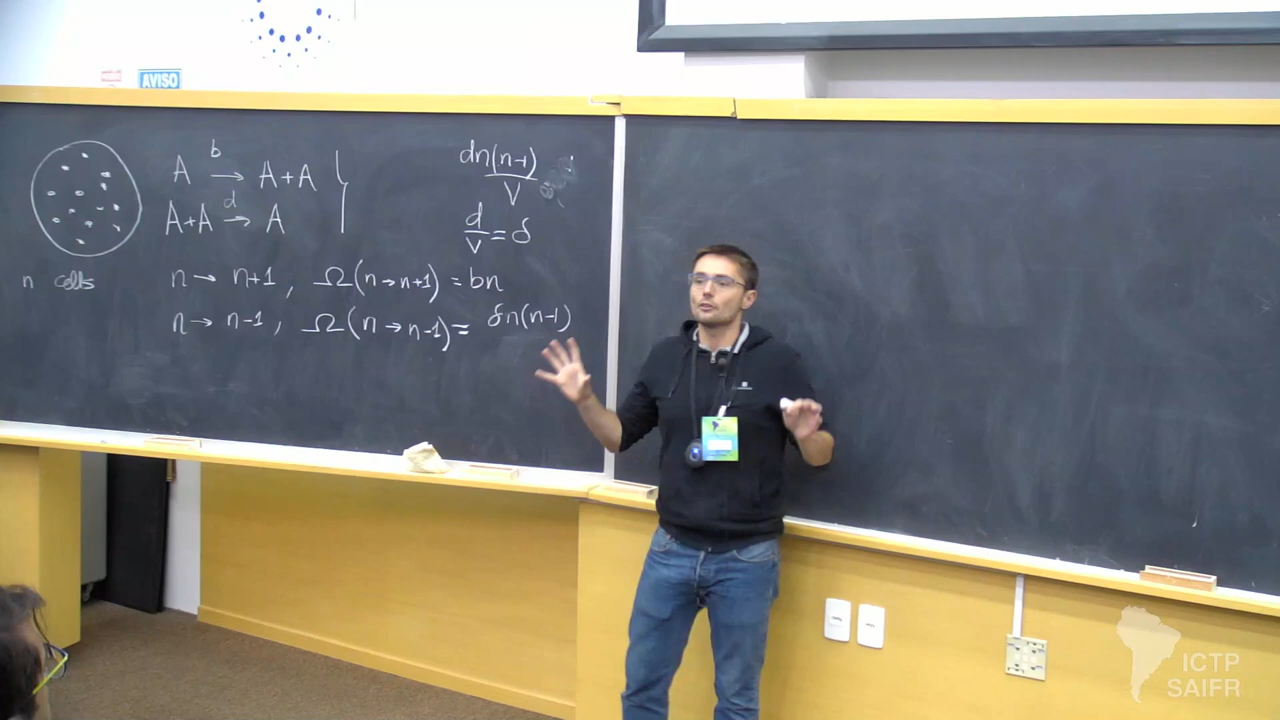 AVISO
A b→ A+A
A+A d→ A
n cells
n → n+1 , Ω(n→n+1) = bn
n → n-1 , Ω(n→n-1) = δn(n-1)
dn(n-1)
V
d/V = δ
ICTP
SAIFR